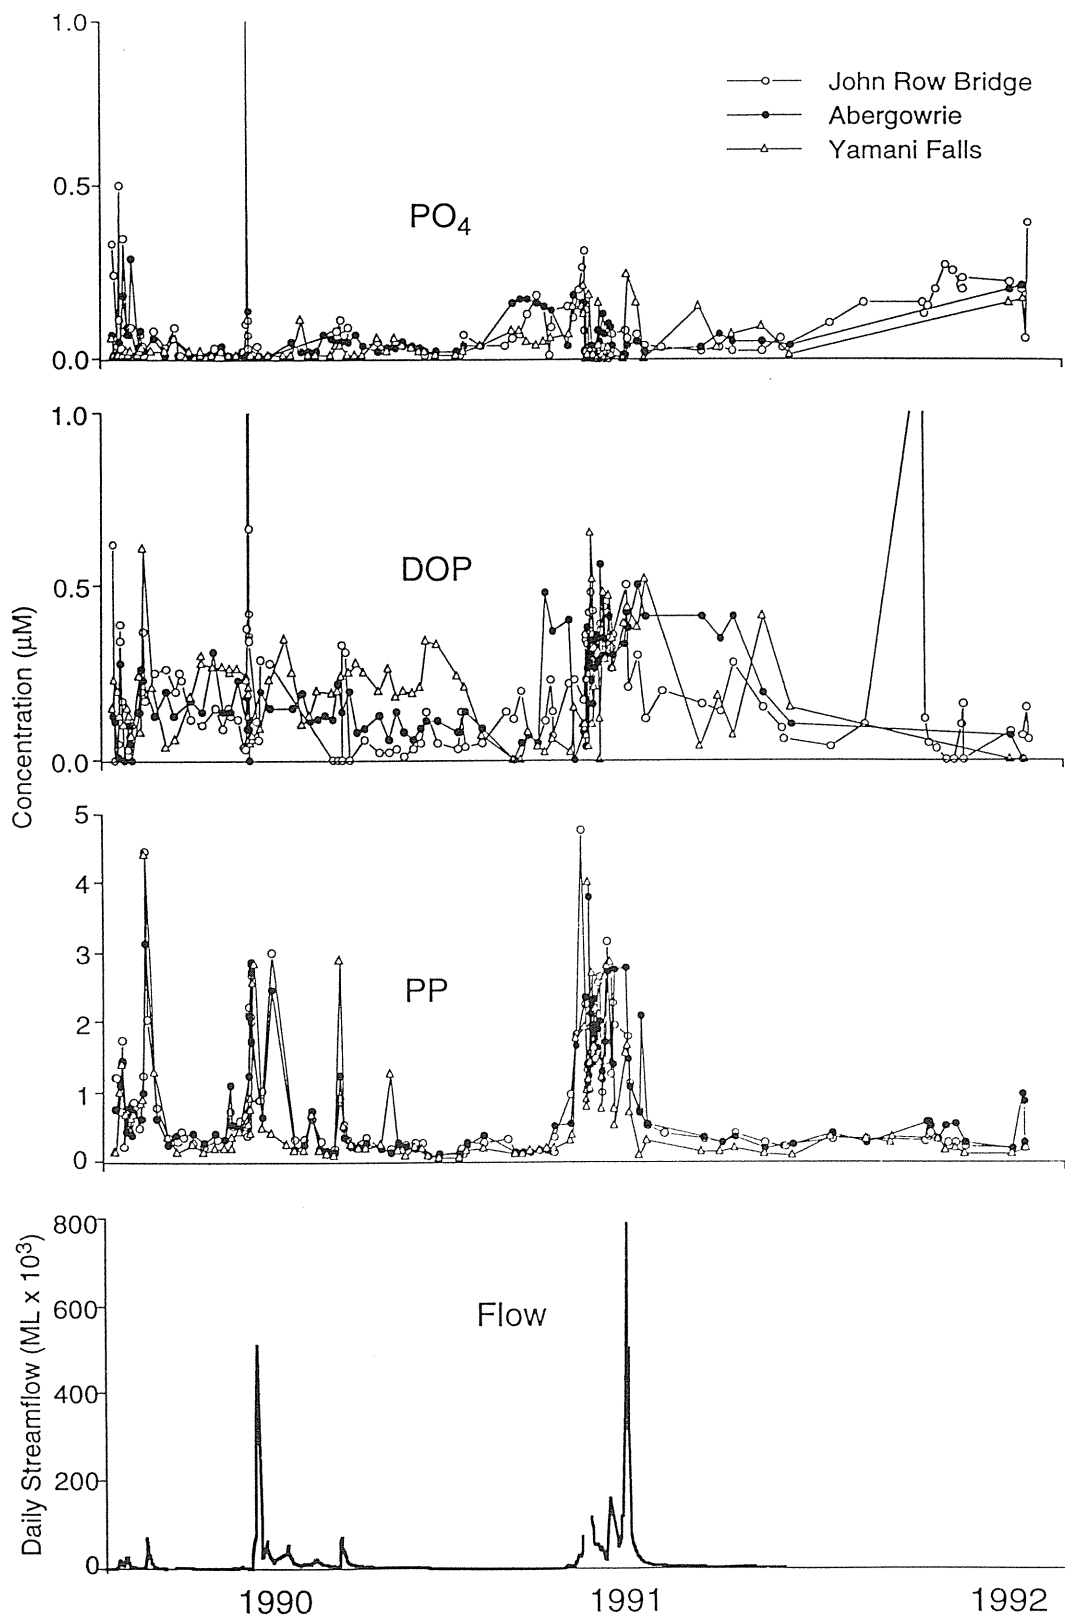 1.0
John Row Bridge
Abergowrie
Yamani Falls
0.5
PO4
0.0
1.0
DOP
0.5
0.0
Concentration (µM)
5
4
3
PP
2
1
0
800
600
Flow
400
200
0
Daily Streamflow (ML x 10³)
1990 1991 1992